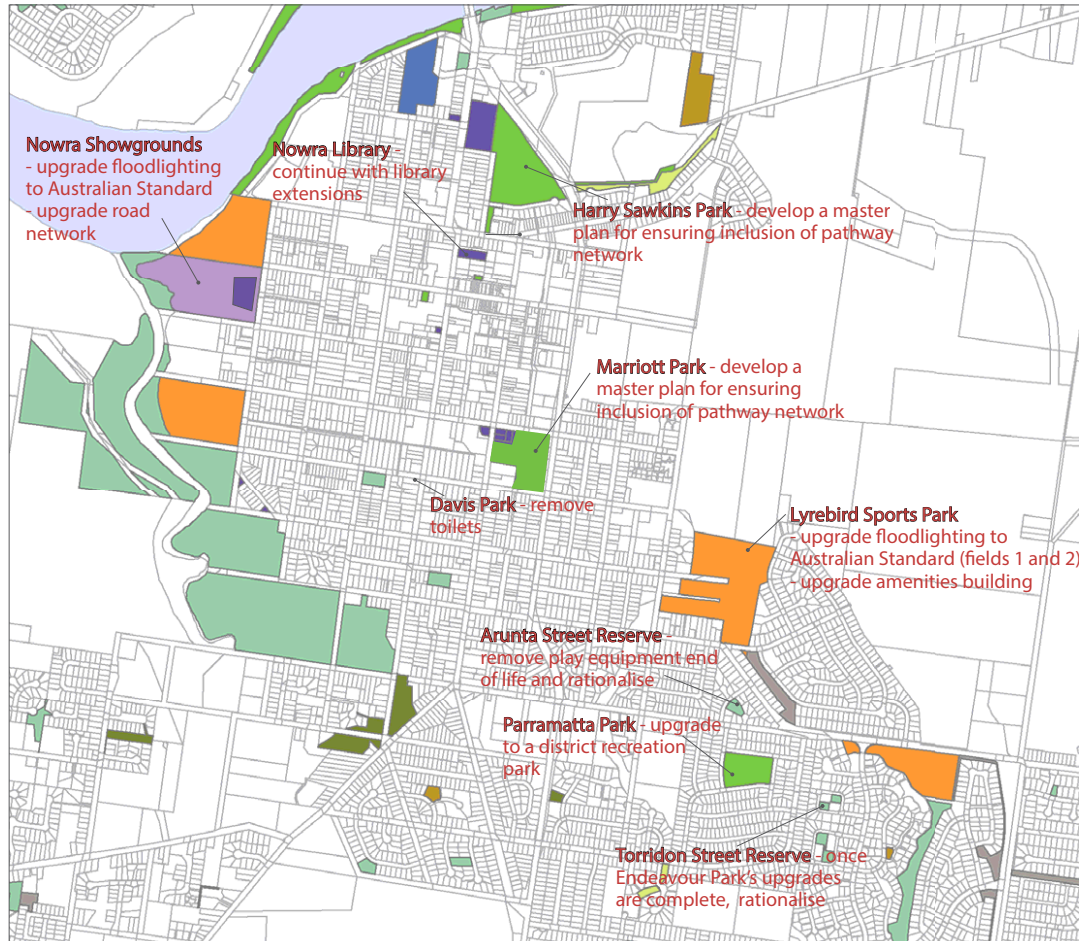 Nowra Showgrounds
- upgrade floodlighting
to Australian Standard
- upgrade road
network
Nowra Library -
continue with library
extensions
Harry Sawkins Park - develop a master
plan for ensuring inclusion of pathway
network
Marriott Park - develop a
master plan for ensuring
inclusion of pathway network
Davis Park - remove
toilets
Lyrebird Sports Park
- upgrade floodlighting to
Australian Standard (fields 1 and 2)
- upgrade amenities building
Arunta Street Reserve -
remove play equipment end
of life and rationalise
Parramatta Park - upgrade
to a district recreation
park
Torridon Street Reserve - once
Endeavour Park's upgrades
are complete, rationalise